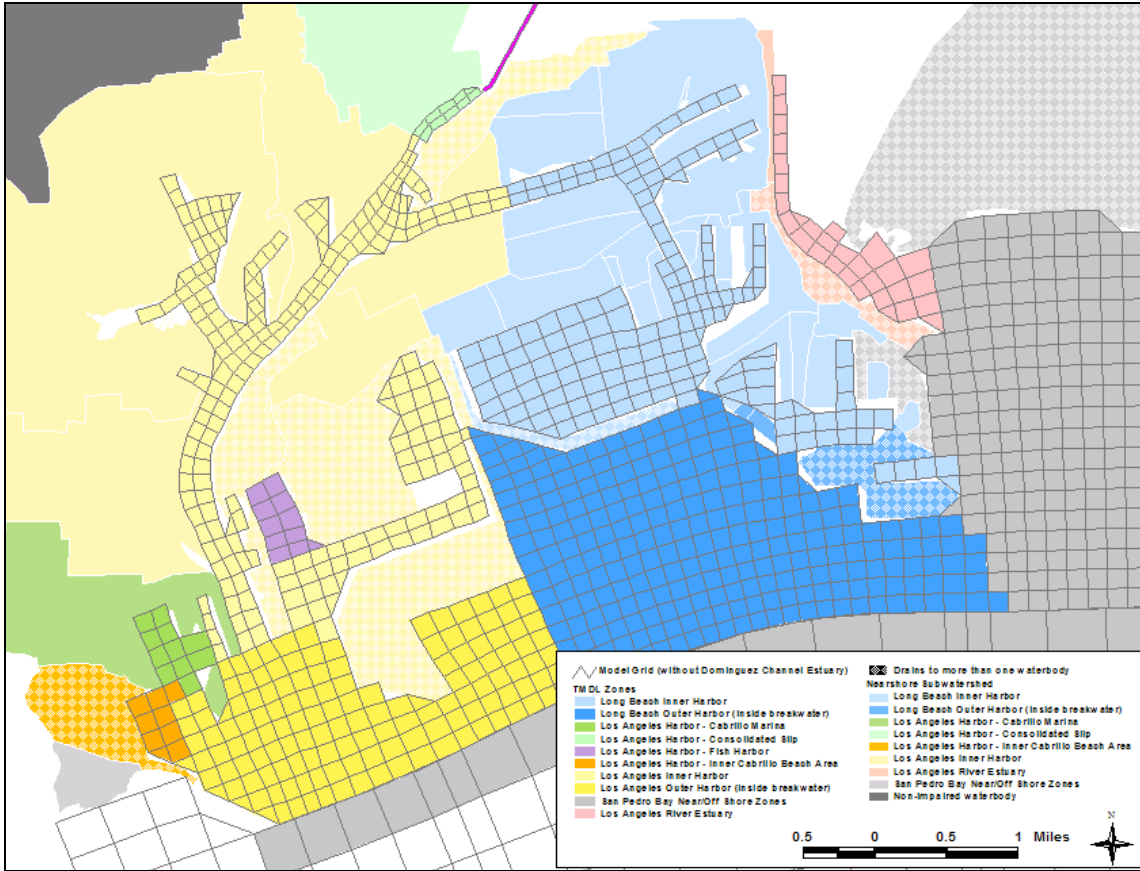 Model Grid (without Dominguez Channel Estuary)
TMDL Zones
Long Beach Inner Harbor
Long Beach Outer Harbor (Inside breakwater)
Los Angeles Harbor - Cabrillo Marina
Los Angeles Harbor - Consolidated Slip
Los Angeles Harbor - Fish Harbor
Los Angeles Harbor - Inner Cabrillo Beach Area
Los Angeles Inner Harbor
Los Angeles Outer Harbor (Inside breakwater)
San Pedro Bay Near/Off Shore Zones
Los Angeles River Estuary
Drains to more than one waterbody
Nearshore Subwatershed
Long Beach Inner Harbor
Long Beach Outer Harbor (Inside breakwater)
Los Angeles Harbor - Cabrillo Marina
Los Angeles Harbor - Consolidated Slip
Los Angeles Harbor - Inner Cabrillo Beach Area
Los Angeles Inner Harbor
Los Angeles River Estuary
San Pedro Bay Near/Off Shore Zones
Non-impaired waterbody
0.5 0 0.5 1 Miles
N